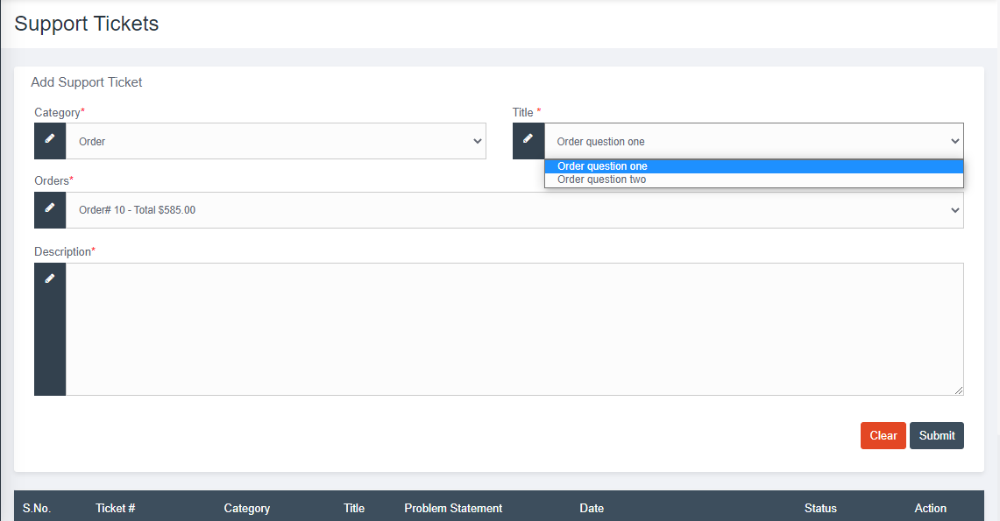 Support Tickets
Add Support Ticket
Category*
Title *
Order
Order question one
Order question one
Order question two
Orders*
Order# 10 - Total $585.00
Description*
Clear
Submit
S.No. Ticket # Category Title Problem Statement Date Status Action